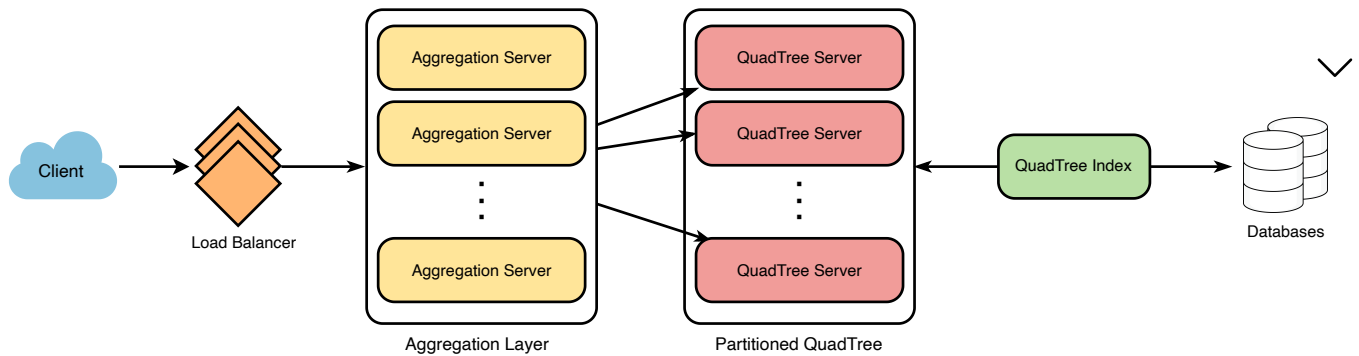 Client
Load Balancer
Aggregation Server
Aggregation Server
Aggregation Server
Aggregation Layer
QuadTree Server
QuadTree Server
QuadTree Server
Partitioned QuadTree
QuadTree Index
Databases